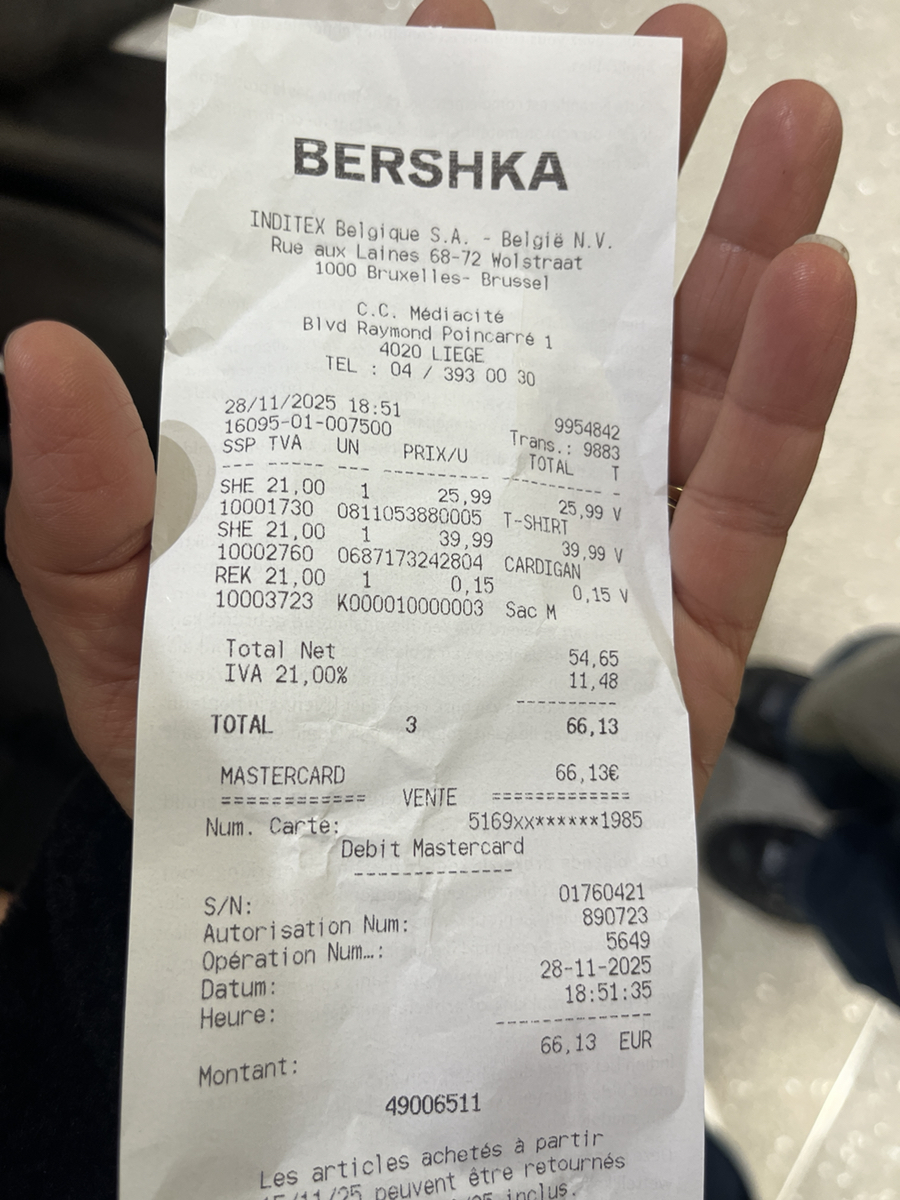 BERSHKA
INDITEX Belgique S.A. - België N.V.
Rue aux Laines 68-72 Wolstraat
1000 Bruxelles- Brussel
C.C. Médiacité
Blvd Raymond Poincarré 1
4020 LIEGE
TEL : 04 / 393 00 30
28/11/2025 18:51 9954842
16095-01-007500 Trans.: 9883
SSP TVA UN PRIX/U TOTAL T
--- ----- --- ---------- ---------- -
SHE 21,00 1 25,99 25,99 V
10001730 0811053880005 T-SHIRT
SHE 21,00 1 39,99 39,99 V
10002760 0687173242804 CARDIGAN
REK 21,00 1 0,15 0,15 V
10003723 K000010000003 Sac M
Total Net 54,65
IVA 21,00% 11,48
----------
TOTAL 3 66,13
MASTERCARD 66,13€
============ VENTE ============
Num. Carte: 5169xx******1985
Debit Mastercard
--------------
S/N: 01760421
Autorisation Num: 890723
Opération Num…: 5649
Datum: 28-11-2025
Heure: 18:51:35
--------------
Montant: 66,13 EUR
49006511
Les articles achetés à partir
15/11/25 peuvent être retournés
inclus.